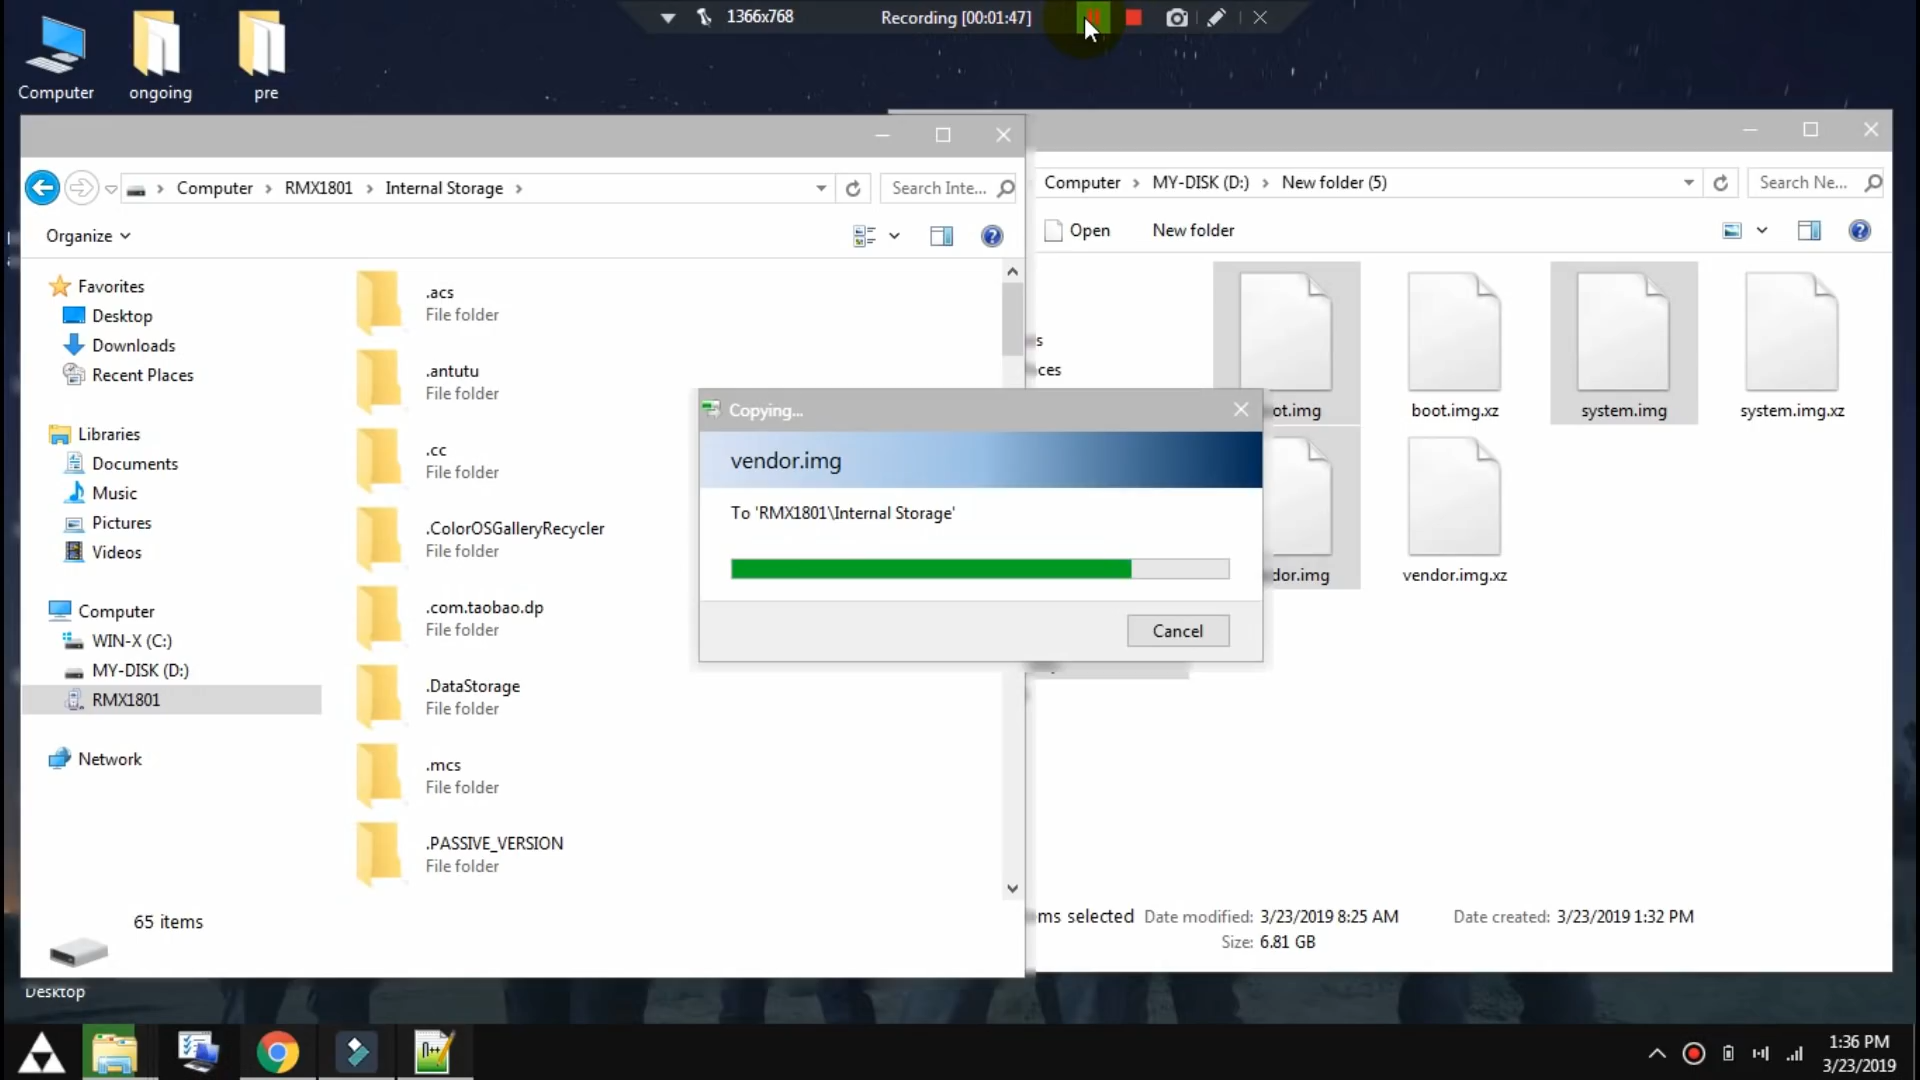 1366x768
Recording [00:01:47]
Computer
ongoing
pre
Computer
RMX1801
Internal Storage
Search Inte...
Organize
Favorites
Desktop
Downloads
Recent Places
Libraries
Documents
Music
Pictures
Videos
Computer
WIN-X (C:)
MY-DISK (D:)
RMX1801
Network
.acs
File folder
.antutu
File folder
.cc
File folder
.ColorOSGalleryRecycler
File folder
.com.taobao.dp
File folder
.DataStorage
File folder
.mcs
File folder
.PASSIVE_VERSION
File folder
65 items
Computer
MY-DISK (D:)
New folder (5)
Search Ne...
Open
New folder
s
ces
ot.img
boot.img.xz
system.img
system.img.xz
dor.img
vendor.img.xz
Copying...
vendor.img
To 'RMX1801\Internal Storage'
Cancel
ms selected
Date modified: 3/23/2019 8:25 AM
Date created: 3/23/2019 1:32 PM
Size: 6.81 GB
Desktop
n++
1:36 PM
3/23/2019